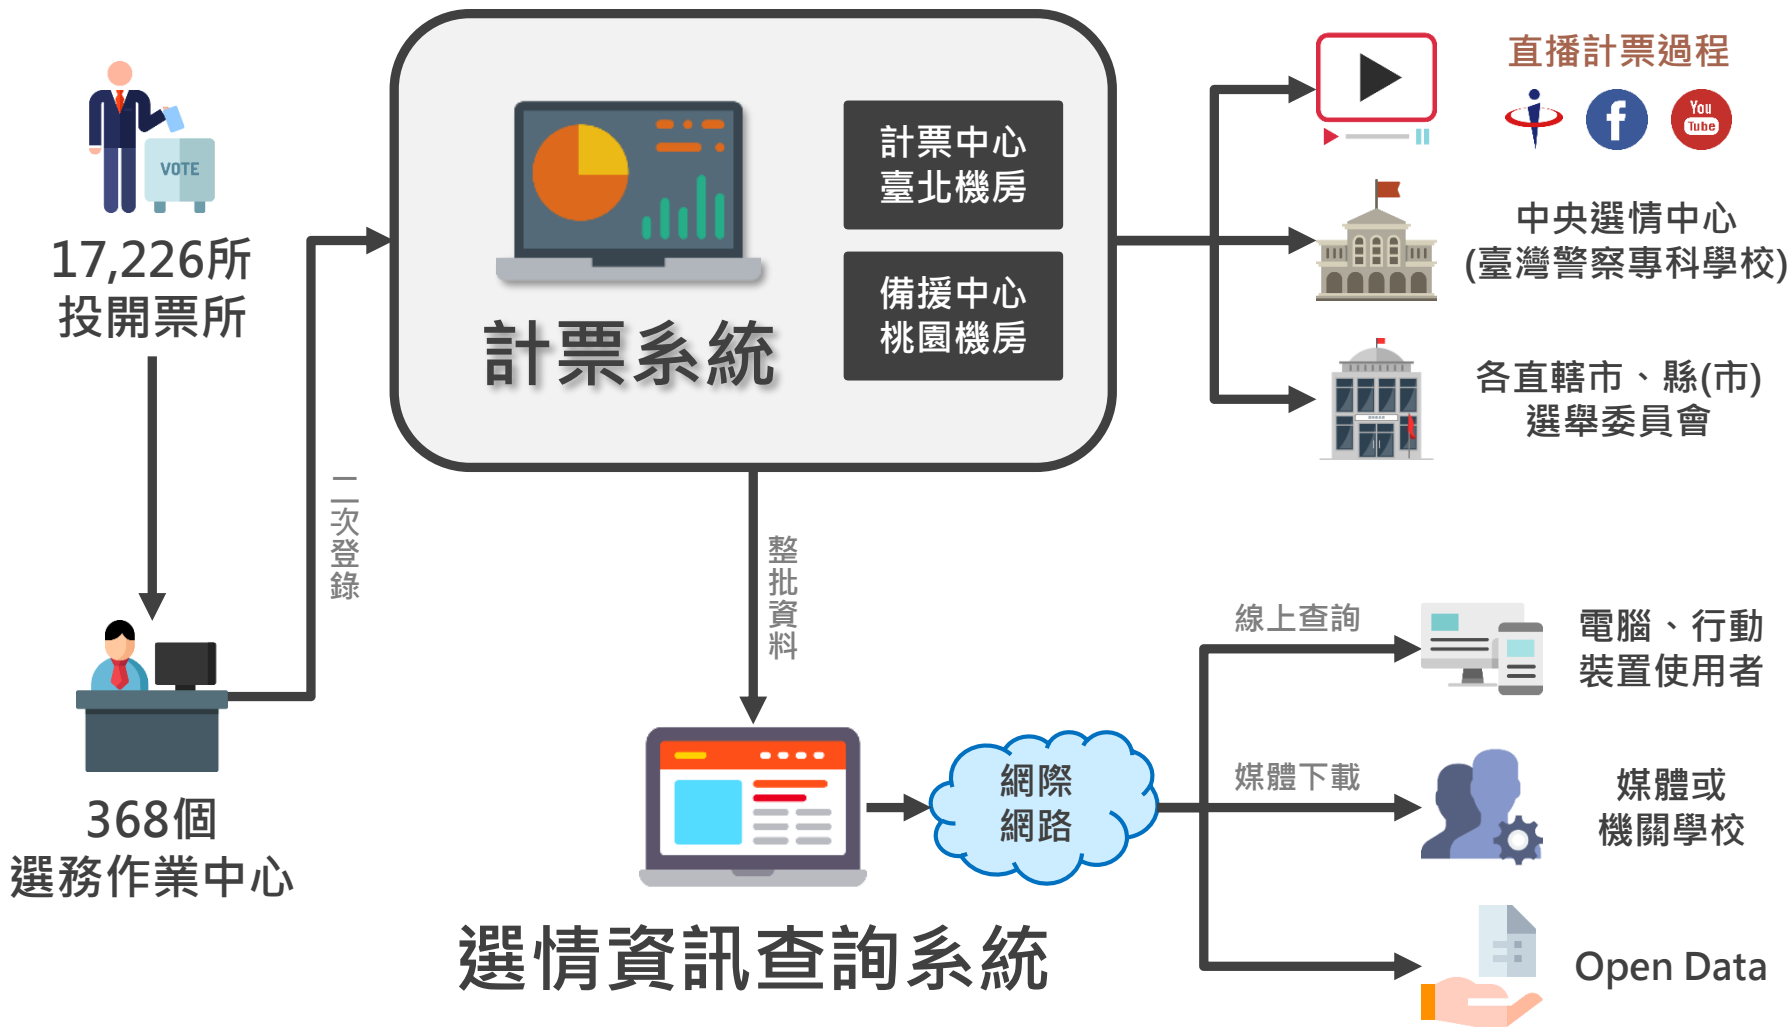 VOTE
17,226所
投開票所
368個
選務作業中心
二次登錄
計票系統
計票中心
臺北機房
備援中心
桃園機房
直播計票過程
f
You
Tube
中央選情中心
(臺灣警察專科學校)
各直轄市、縣(市)
選舉委員會
整批資料
選情資訊查詢系統
網際
網路
線上查詢
電腦、行動
裝置使用者
媒體下載
媒體或
機關學校
Open Data